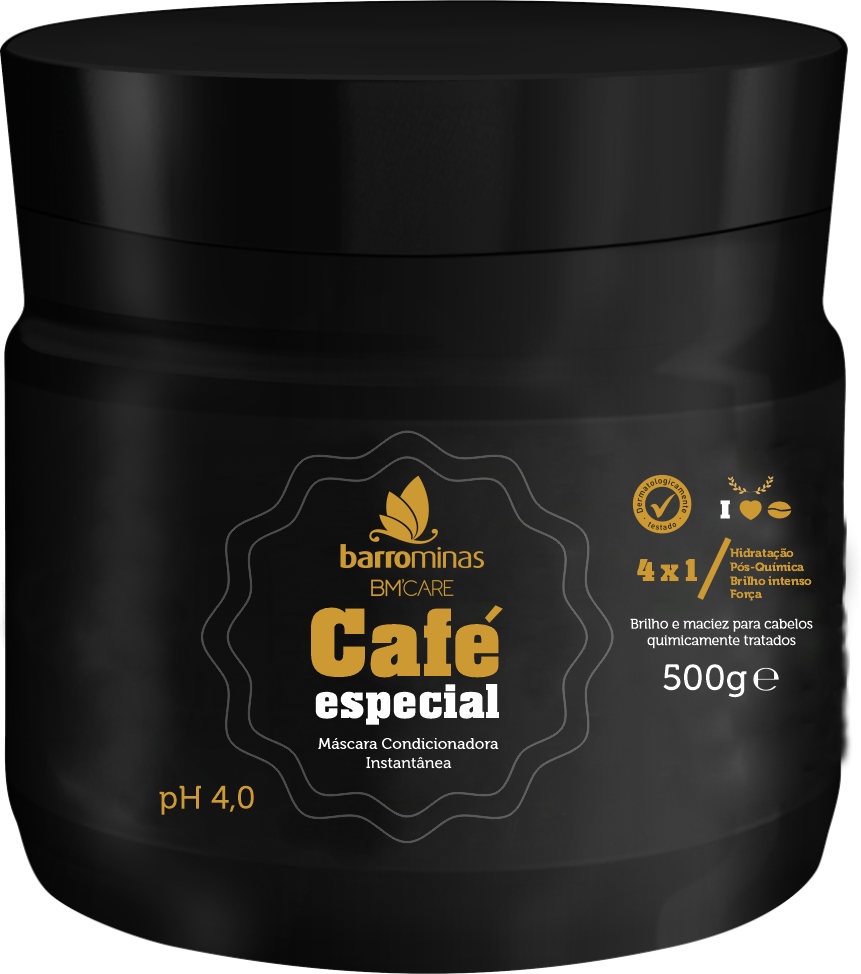 barrominas
BM'CARE
Café
especial
Máscara Condicionadora
Instantânea
pH 4,0
Dermatologicamente
testado
I
4 x 1
Hidratação
Pós-Química
Brilho intenso
Força
Brilho e maciez para cabelos
quimicamente tratados
500g ℮